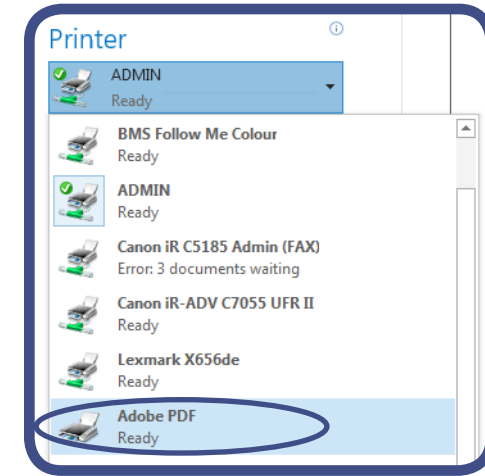 Printer
ADMIN
Ready
BMS Follow Me Colour
Ready
ADMIN
Ready
Canon iR C5185 Admin (FAX)
Error: 3 documents waiting
Canon iR-ADV C7055 UFR II
Ready
Lexmark X656de
Ready
Adobe PDF
Ready